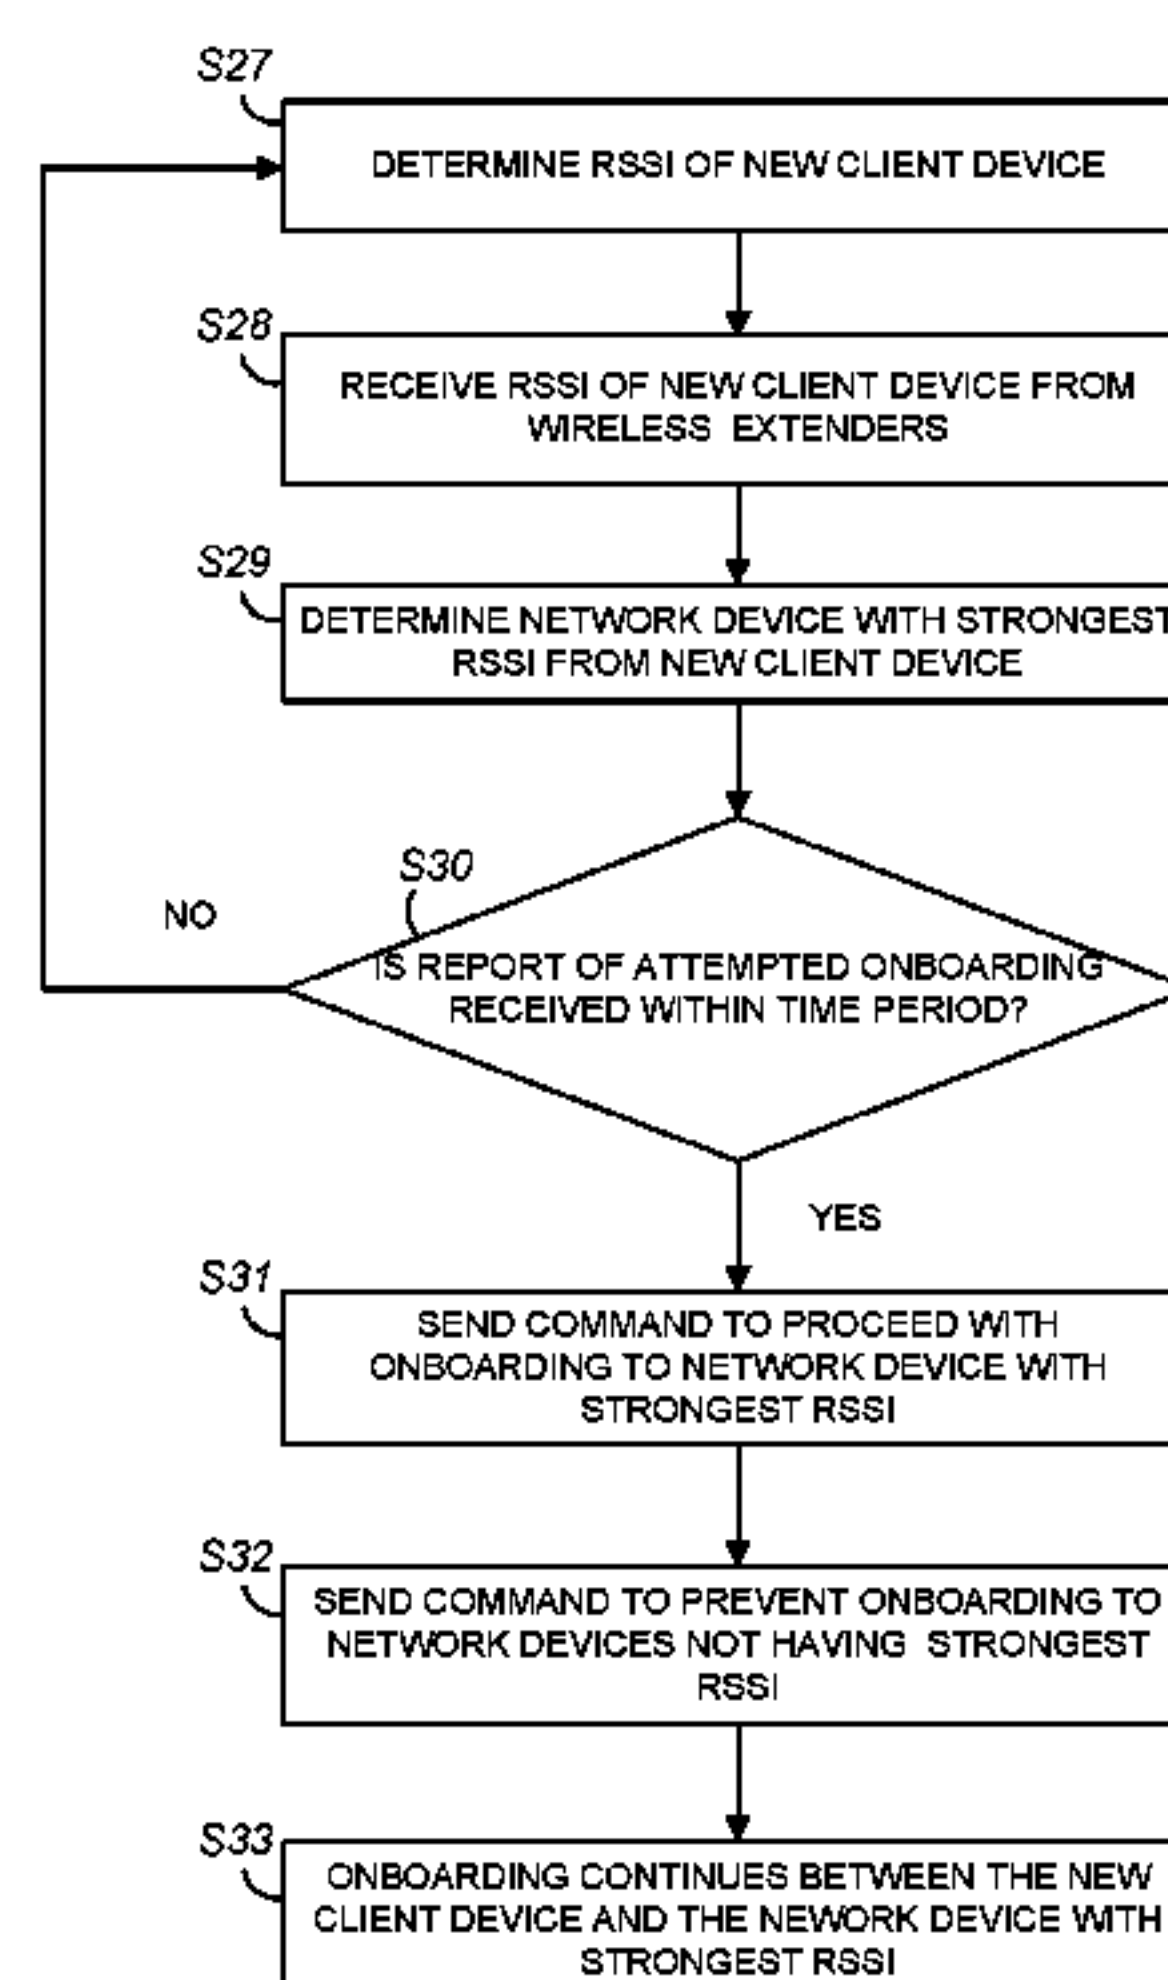 S27
DETERMINE RSSI OF NEW CLIENT DEVICE
S28
RECEIVE RSSI OF NEW CLIENT DEVICE FROM
WIRELESS EXTENDERS
S29
DETERMINE NETWORK DEVICE WITH STRONGEST
RSSI FROM NEW CLIENT DEVICE
S30
NO
IS REPORT OF ATTEMPTED ONBOARDING
RECEIVED WITHIN TIME PERIOD?
YES
S31
SEND COMMAND TO PROCEED WITH
ONBOARDING TO NETWORK DEVICE WITH
STRONGEST RSSI
S32
SEND COMMAND TO PREVENT ONBOARDING TO
NETWORK DEVICES NOT HAVING STRONGEST
RSSI
S33
ONBOARDING CONTINUES BETWEEN THE NEW
CLIENT DEVICE AND THE NEWORK DEVICE WITH
STRONGEST RSSI